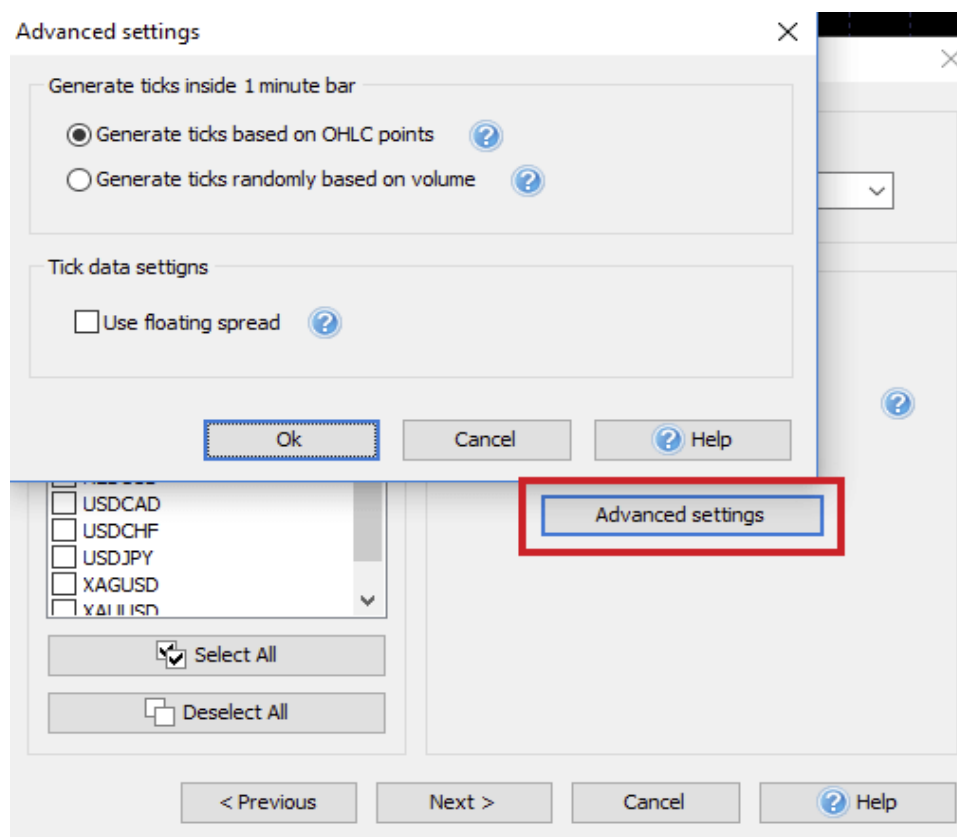 Advanced settings
Generate ticks inside 1 minute bar
Generate ticks based on OHLC points
Generate ticks randomly based on volume
Tick data settigns
Use floating spread
Ok
Cancel
Help
USDCAD
USDCHF
USDJPY
XAGUSD
XAUUSD
Select All
Deselect All
Advanced settings
< Previous
Next >
Cancel
Help